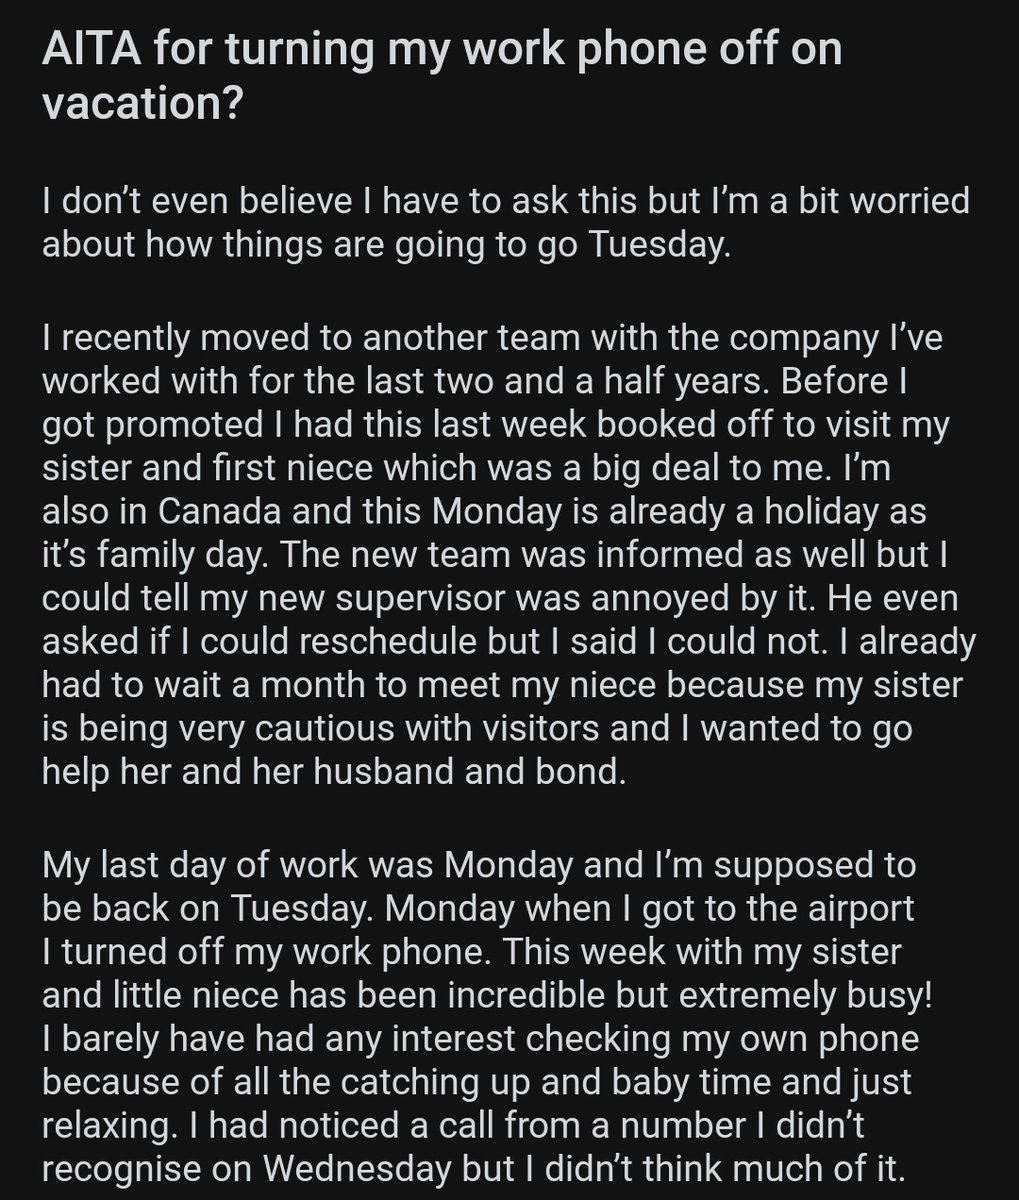 AITA for turning my work phone off on
vacation?
I don’t even believe I have to ask this but I’m a bit worried
about how things are going to go Tuesday.
I recently moved to another team with the company I’ve
worked with for the last two and a half years. Before I
got promoted I had this last week booked off to visit my
sister and first niece which was a big deal to me. I’m
also in Canada and this Monday is already a holiday as
it’s family day. The new team was informed as well but I
could tell my new supervisor was annoyed by it. He even
asked if I could reschedule but I said I could not. I already
had to wait a month to meet my niece because my sister
is being very cautious with visitors and I wanted to go
help her and her husband and bond.
My last day of work was Monday and I’m supposed to
be back on Tuesday. Monday when I got to the airport
I turned off my work phone. This week with my sister
and little niece has been incredible but extremely busy!
I barely have had any interest checking my own phone
because of all the catching up and baby time and just
relaxing. I had noticed a call from a number I didn’t
recognise on Wednesday but I didn’t think much of it.